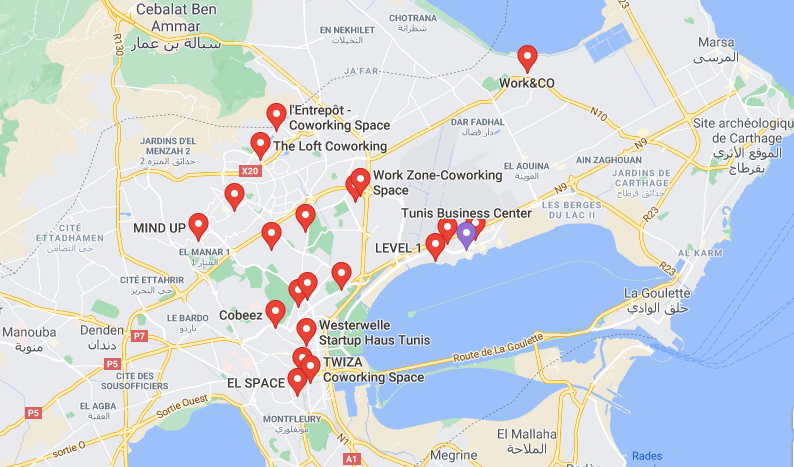 Cebalat Ben
Ammar
سبالة بن عمار
CHOTRANA
شطرانة
EN NEKHILET
النخيلات
Marsa
المرسى
R130
23
JA'FAR
Work&CO
N10
l'Entrepôt -
Coworking Space
The Loft Coworking
DAR FADHAL
دار فضال
Site archéologique
de Carthage
الموقع الأثري
بقرطاج
N9
JARDINS D'EL
MENZAH 2
حدائق المنزه 2
X20
Work Zone-Coworking
Space
EL AOUINA
العوينة
AIN ZAGHOUAN
JARDINS DE
CARTHAGE
حدائق قرطاج
N9
Tunis Business Center
LES BERGES
DU LAC II
R23
CITÉ
ETTADHAMEN
حي التضامن
MIND UP
EL MANAR 1
المنار 1
LEVEL 1
AL KARM
R23
CITÉ ETTAHRIR
حي التحرير
La Goulette
حلق الوادي
Cobeez
LE BARDO
باردو
Manouba
منوبة
Denden
دندان
P7
Westerwelle
Startup Haus Tunis
Route de La Goulette
P5
TWIZA
Coworking Space
EL SPACE
CITE DES
SOUSOFFICIERS
EL AGBA
العقبة
P5
Sortie Ouest
MONTFLEURY
مونفلوري
N1
El Mallaha
الملاحة
sortie O
A1
Megrine
Rades